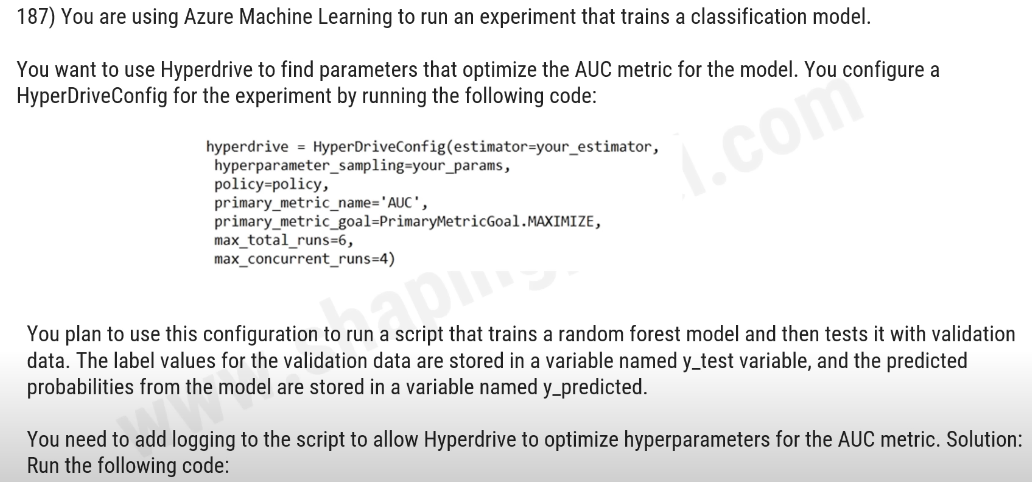 187) You are using Azure Machine Learning to run an experiment that trains a classification model.
You want to use Hyperdrive to find parameters that optimize the AUC metric for the model. You configure a
HyperDriveConfig for the experiment by running the following code:
hyperdrive = HyperDriveConfig(estimator=your_estimator,
hyperparameter_sampling=your_params,
policy=policy,
primary_metric_name='AUC',
primary_metric_goal=PrimaryMetricGoal.MAXIMIZE,
max_total_runs=6,
max_concurrent_runs=4)
You plan to use this configuration to run a script that trains a random forest model and then tests it with validation
data. The label values for the validation data are stored in a variable named y_test variable, and the predicted
probabilities from the model are stored in a variable named y_predicted.
You need to add logging to the script to allow Hyperdrive to optimize hyperparameters for the AUC metric. Solution:
Run the following code: